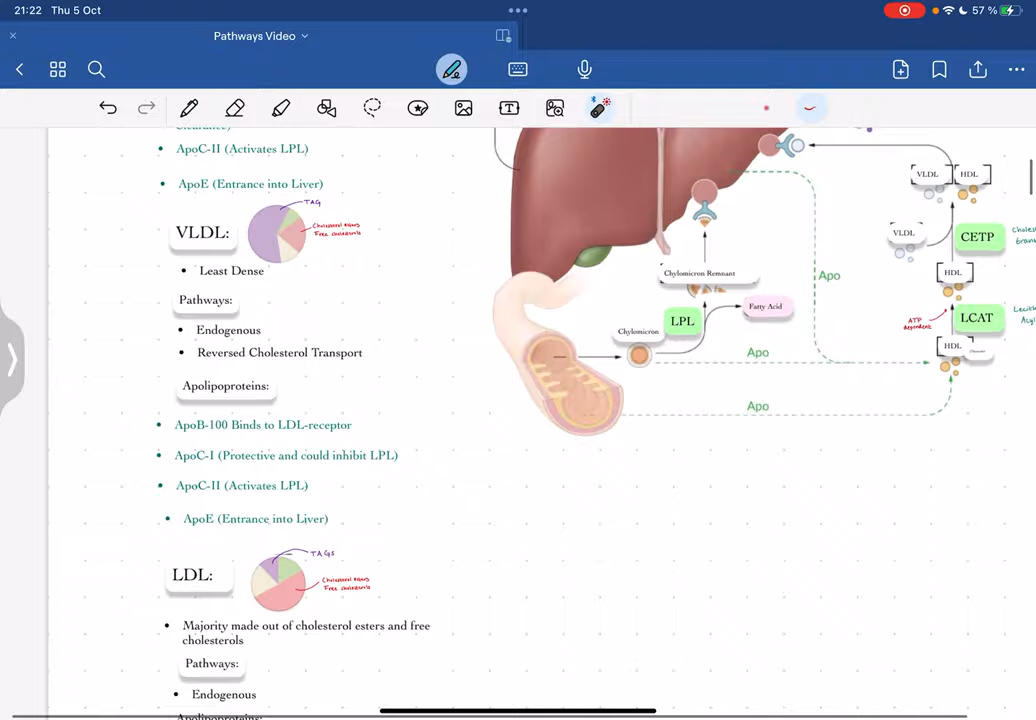 21:22 Thu 5 Oct
57 %
Pathways Video
ApoC-II (Activates LPL)
ApoE (Entrance into Liver)
TAG
VLDL:
Cholesterol esters
Free cholesterols
Least Dense
Pathways:
Endogenous
Reversed Cholesterol Transport
Apolipoproteins:
ApoB-100 Binds to LDL-receptor
ApoC-I (Protective and could inhibit LPL)
ApoC-II (Activates LPL)
ApoE (Entrance into Liver)
TAGs
LDL:
Cholesterol esters
Free cholesterols
Majority made out of cholesterol esters and free
cholesterols
Pathways:
Endogenous
VLDL
HDL
VLDL
CETP
Chylomicron Remnant
Apo
HDL
Fatty Acid
Chylomicron
LPL
ATP
dependent
LCAT
HDL
Apo
Apo